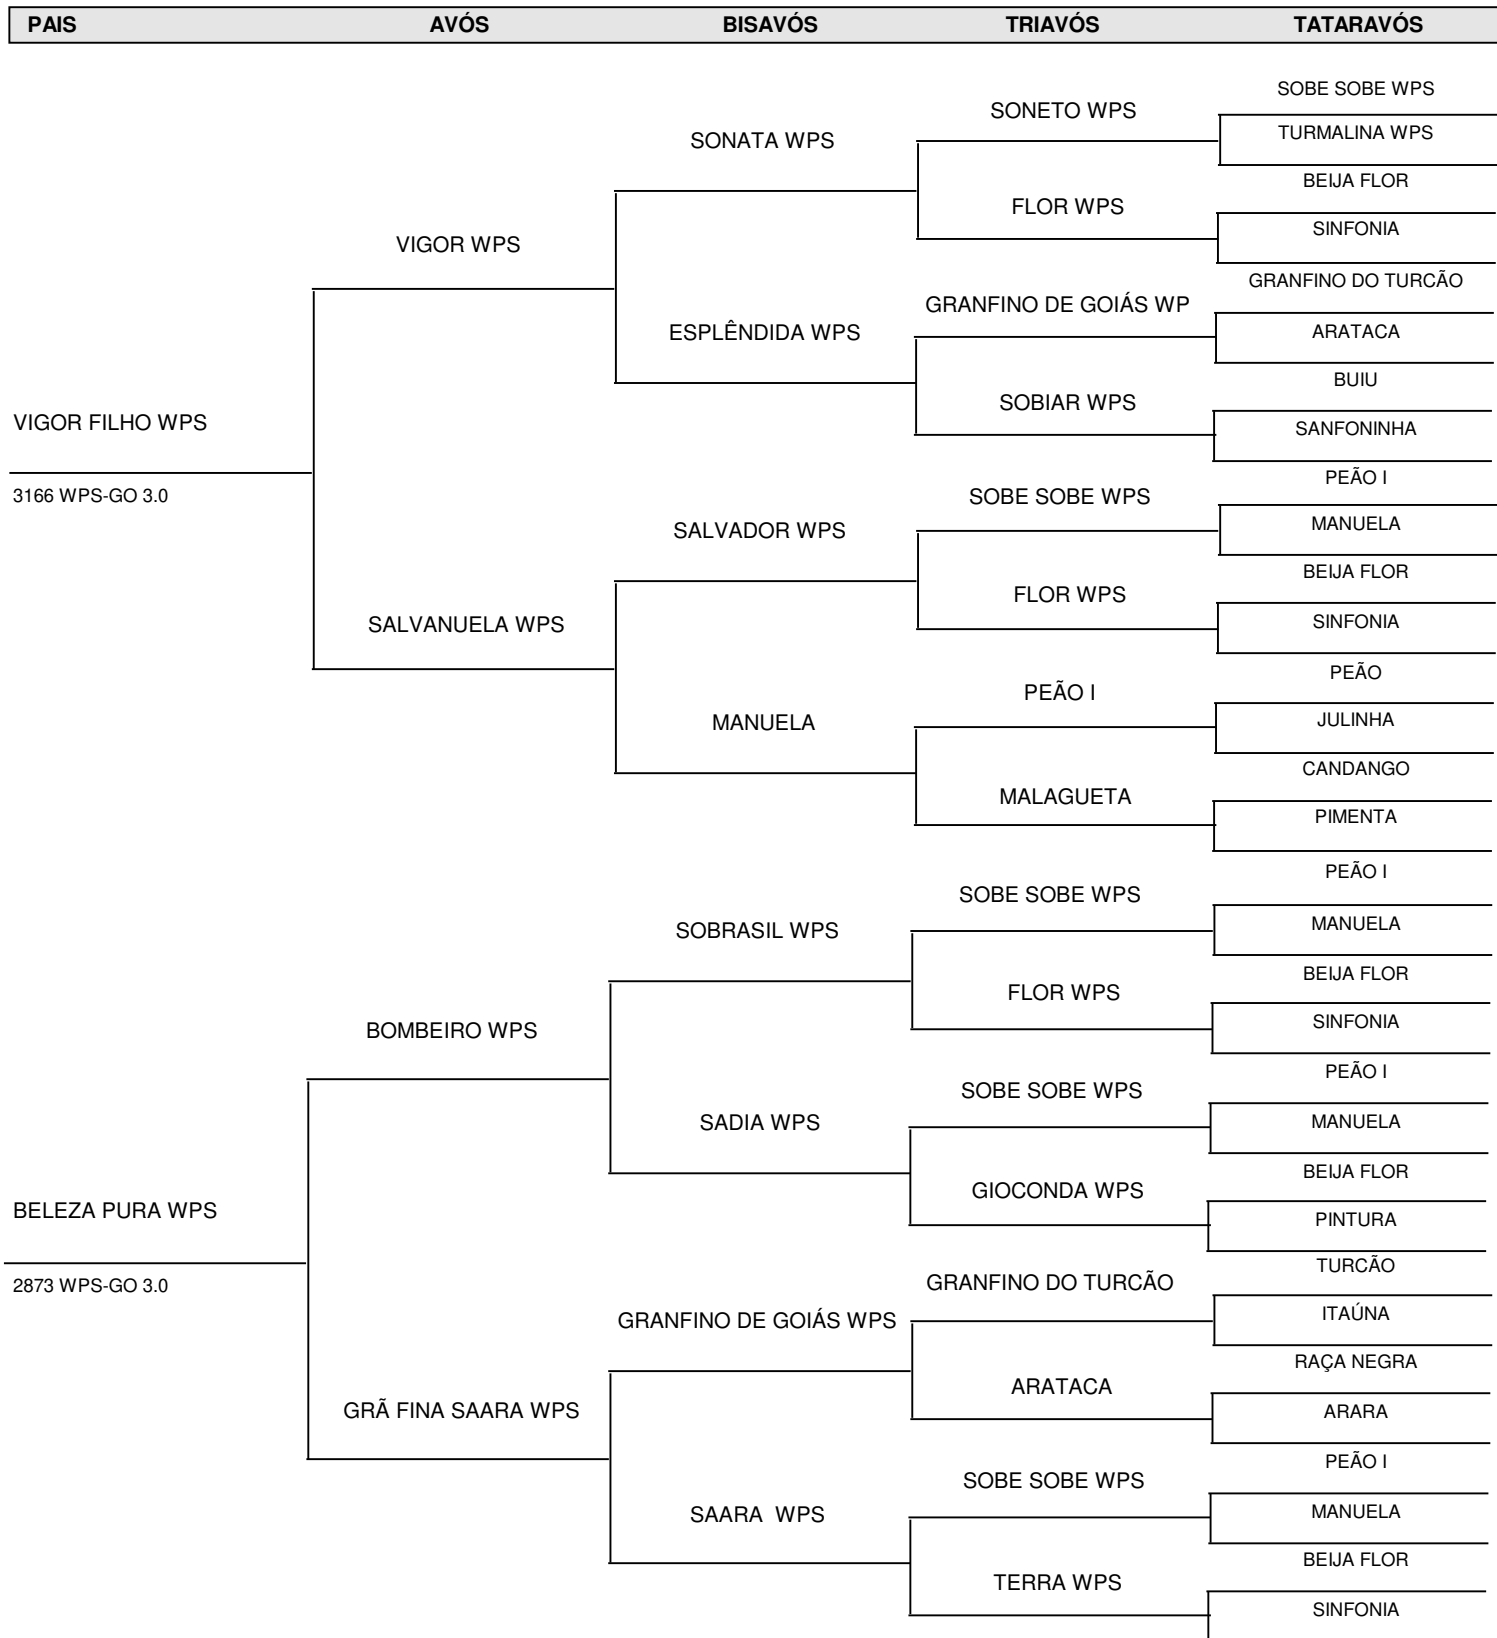 PAIS AVÓS BISAVÓS TRIAVÓS TATARAVÓS
SOBE SOBE WPS
SONETO WPS
TURMALINA WPS
SONATA WPS
BEIJA FLOR
FLOR WPS
SINFONIA
VIGOR WPS
GRANFINO DO TURCÃO
GRANFINO DE GOIÁS WP
ARATACA
ESPLÊNDIDA WPS
BUIU
SOBIAR WPS
VIGOR FILHO WPS
SANFONINHA
PEÃO I
3166 WPS-GO 3.0
SOBE SOBE WPS
MANUELA
SALVADOR WPS
BEIJA FLOR
FLOR WPS
SINFONIA
SALVANUELA WPS
PEÃO
PEÃO I
JULINHA
MANUELA
CANDANGO
MALAGUETA
PIMENTA
PEÃO I
SOBE SOBE WPS
MANUELA
SOBRASIL WPS
BEIJA FLOR
FLOR WPS
SINFONIA
BOMBEIRO WPS
PEÃO I
SOBE SOBE WPS
MANUELA
SADIA WPS
BEIJA FLOR
GIOCONDA WPS
BELEZA PURA WPS
PINTURA
TURCÃO
2873 WPS-GO 3.0
GRANFINO DO TURCÃO
ITAÚNA
GRANFINO DE GOIÁS WPS
RAÇA NEGRA
ARATACA
GRÃ FINA SAARA WPS
ARARA
PEÃO I
SOBE SOBE WPS
MANUELA
SAARA WPS
BEIJA FLOR
TERRA WPS
SINFONIA